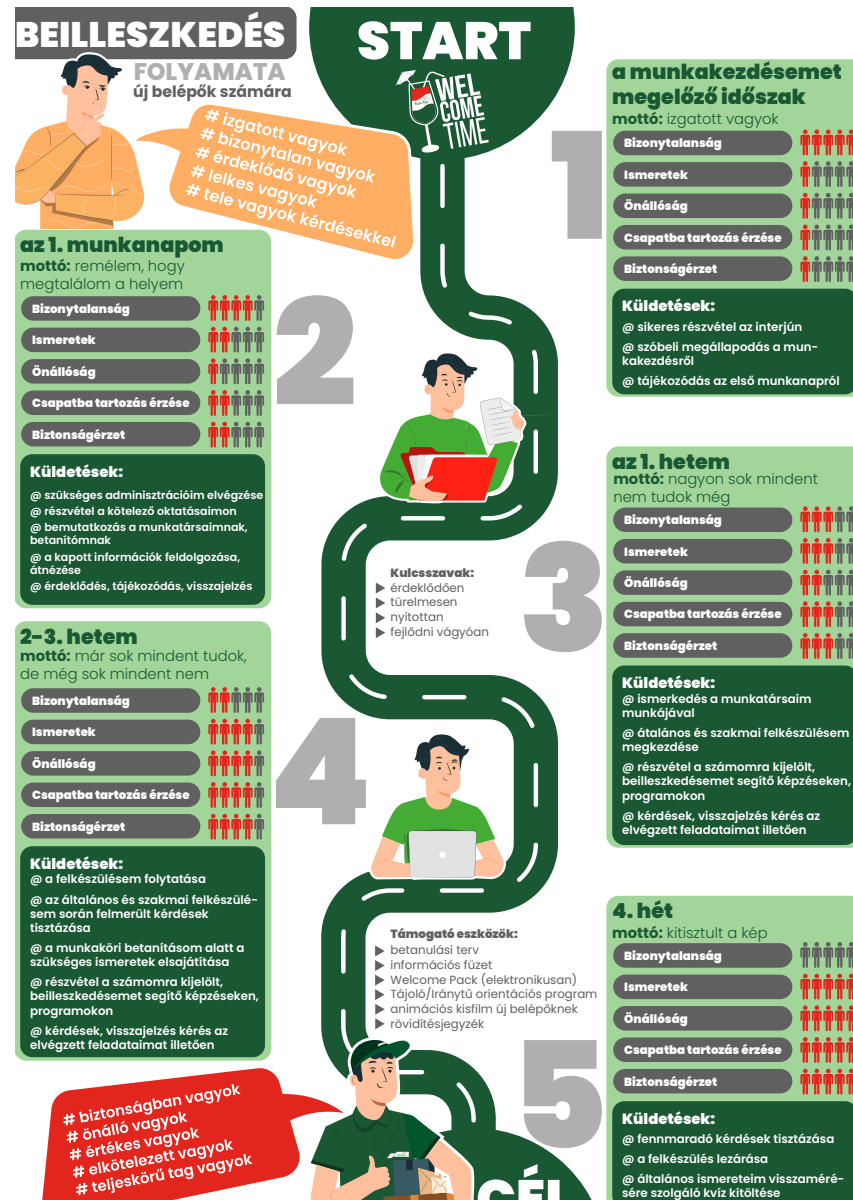 BEILLESZKEDÉS
FOLYAMATA
új belépők számára
START
WEL
COME
TIME
# izgatott vagyok
# bizonytalan vagyok
# érdeklődő vagyok
# lelkes vagyok
# tele vagyok kérdésekkel
1
a munkakezdésemet
megelőző időszak
mottó: izgatott vagyok
Bizonytalanság
Ismeretek
Önállóság
Csapatba tartozás érzése
Biztonságérzet
Küldetések:
@ sikeres részvétel az interjún
@ szóbeli megállapodás a mun-
kakezdésről
@ tájékozódás az első munkanapról
az 1. munkanapom
mottó: remélem, hogy
megtalálom a helyem
Bizonytalanság
Ismeretek
Önállóság
Csapatba tartozás érzése
Biztonságérzet
Küldetések:
@ szükséges adminisztrációim elvégzése
@ részvétel a kötelező oktatásaimon
@ bemutatkozás a munkatársaimnak,
betanítómnak
@ a kapott információk feldolgozása,
átnézése
@ érdeklődés, tájékozódás, visszajelzés
2
az 1. hetem
mottó: nagyon sok mindent
nem tudok még
Bizonytalanság
Ismeretek
Önállóság
Csapatba tartozás érzése
Biztonságérzet
Küldetések:
@ ismerkedés a munkatársaim
munkájával
@ átalános és szakmai felkészülésem
megkezdése
@ részvétel a számomra kijelölt,
beilleszkedésemet segítő képzéseken,
programokon
@ kérdések, visszajelzés kérés az
elvégzett feladataimat illetően
3
Kulcsszavak:
érdeklődően
türelmesen
nyitottan
fejlődni vágyóan
2-3. hetem
mottó: már sok mindent tudok,
de még sok mindent nem
Bizonytalanság
Ismeretek
Önállóság
Csapatba tartozás érzése
Biztonságérzet
Küldetések:
@ a felkészülésem folytatása
@ az általános és szakmai felkészülé-
sem során felmerült kérdések
tisztázása
@ a munkaköri betanításom alatt a
szükséges ismeretek elsajátítása
@ részvétel a számomra kijelölt,
beilleszkedésemet segítő képzéseken,
programokon
@ kérdések, visszajelzés kérés az
elvégzett feladataimat illetően
4
Támogató eszközök:
betanulási terv
információs füzet
Welcome Pack (elektronikusan)
Tájoló/Iránytű orientációs program
animációs kisfilm új belépőknek
rövidítésjegyzék
5
4. hét
mottó: kitisztult a kép
Bizonytalanság
Ismeretek
Önállóság
Csapatba tartozás érzése
Biztonságérzet
Küldetések:
@ fennmaradó kérdések tisztázása
@ a felkészülés lezárása
@ általános ismereteim visszaméré-
sére szolgáló kvíz kitöltése
# biztonságban vagyok
# önálló vagyok
# értékes vagyok
# elkötelezett vagyok
# teljeskörű tag vagyok
CÉL